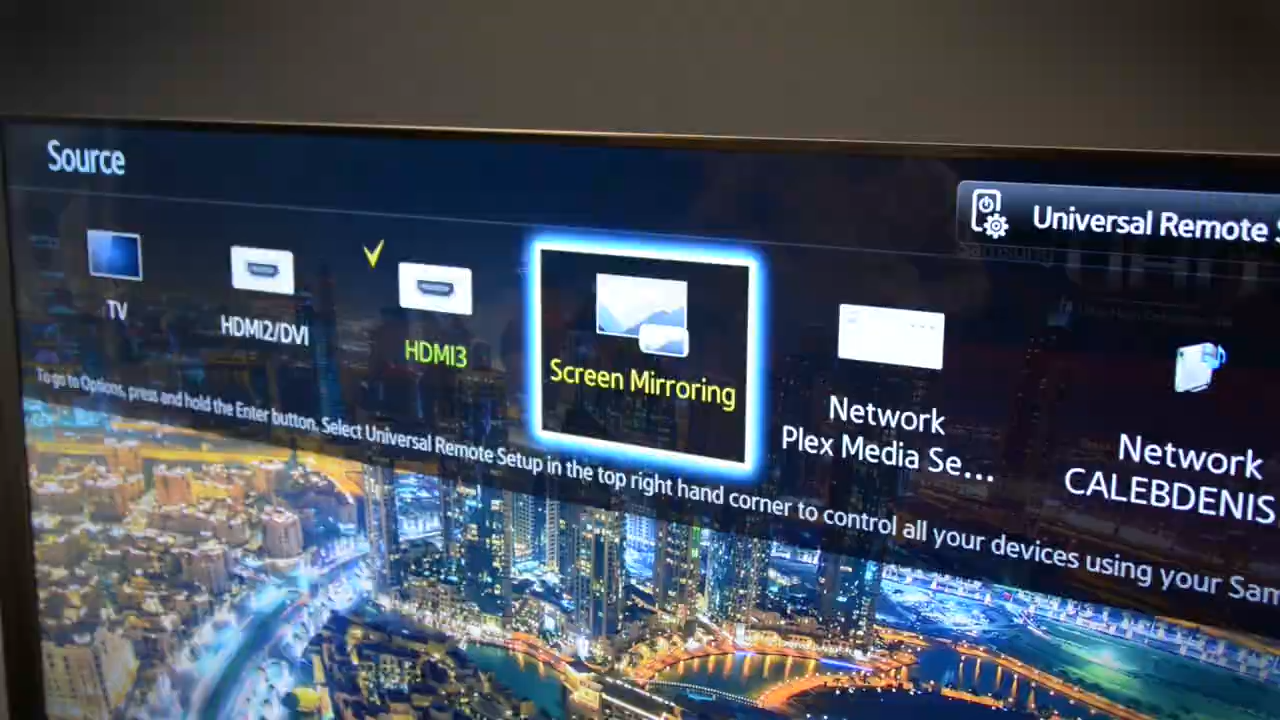 Source
Universal Remote S
TV
HDMI2/DVI
HDMI3
Screen Mirroring
Network
Plex Media Se...
Network
CALEBDENIS
To go to Options, press and hold the Enter button. Select Universal Remote Setup in the top right hand corner to control all your devices using your Sam